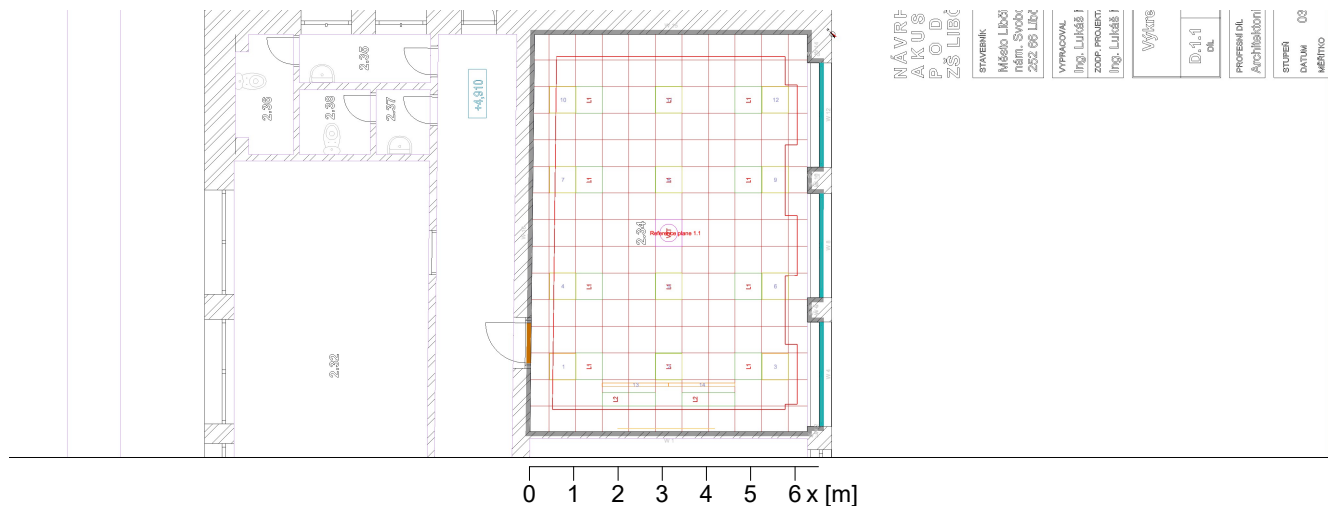 NÁVRH
AKUS
POD
ZŠ LIBČ
STAVEBNÍK
Město Libči
nám. Svobo
252 66 Libč
VYPRACOVAL
Ing. Lukáš
ZODP. PROJEKTA
Ing. Lukáš
Výkre
D.1.1
DÍL
PROFESNÍ DÍL
Architektoni
STUPEŇ
DATUM
03
MĚŘÍTKO
2.35
2.36
2.38
2.37
+4,910
2.32
2.34
Reference plane 1.1
10 L1 L1 L1 12
7 L1 L1 L1 9
4 L1 L1 L1 6
1 L1 L1 L1 3
13 1 14
L2 L2
W 1
0 1 2 3 4 5 6 x [m]